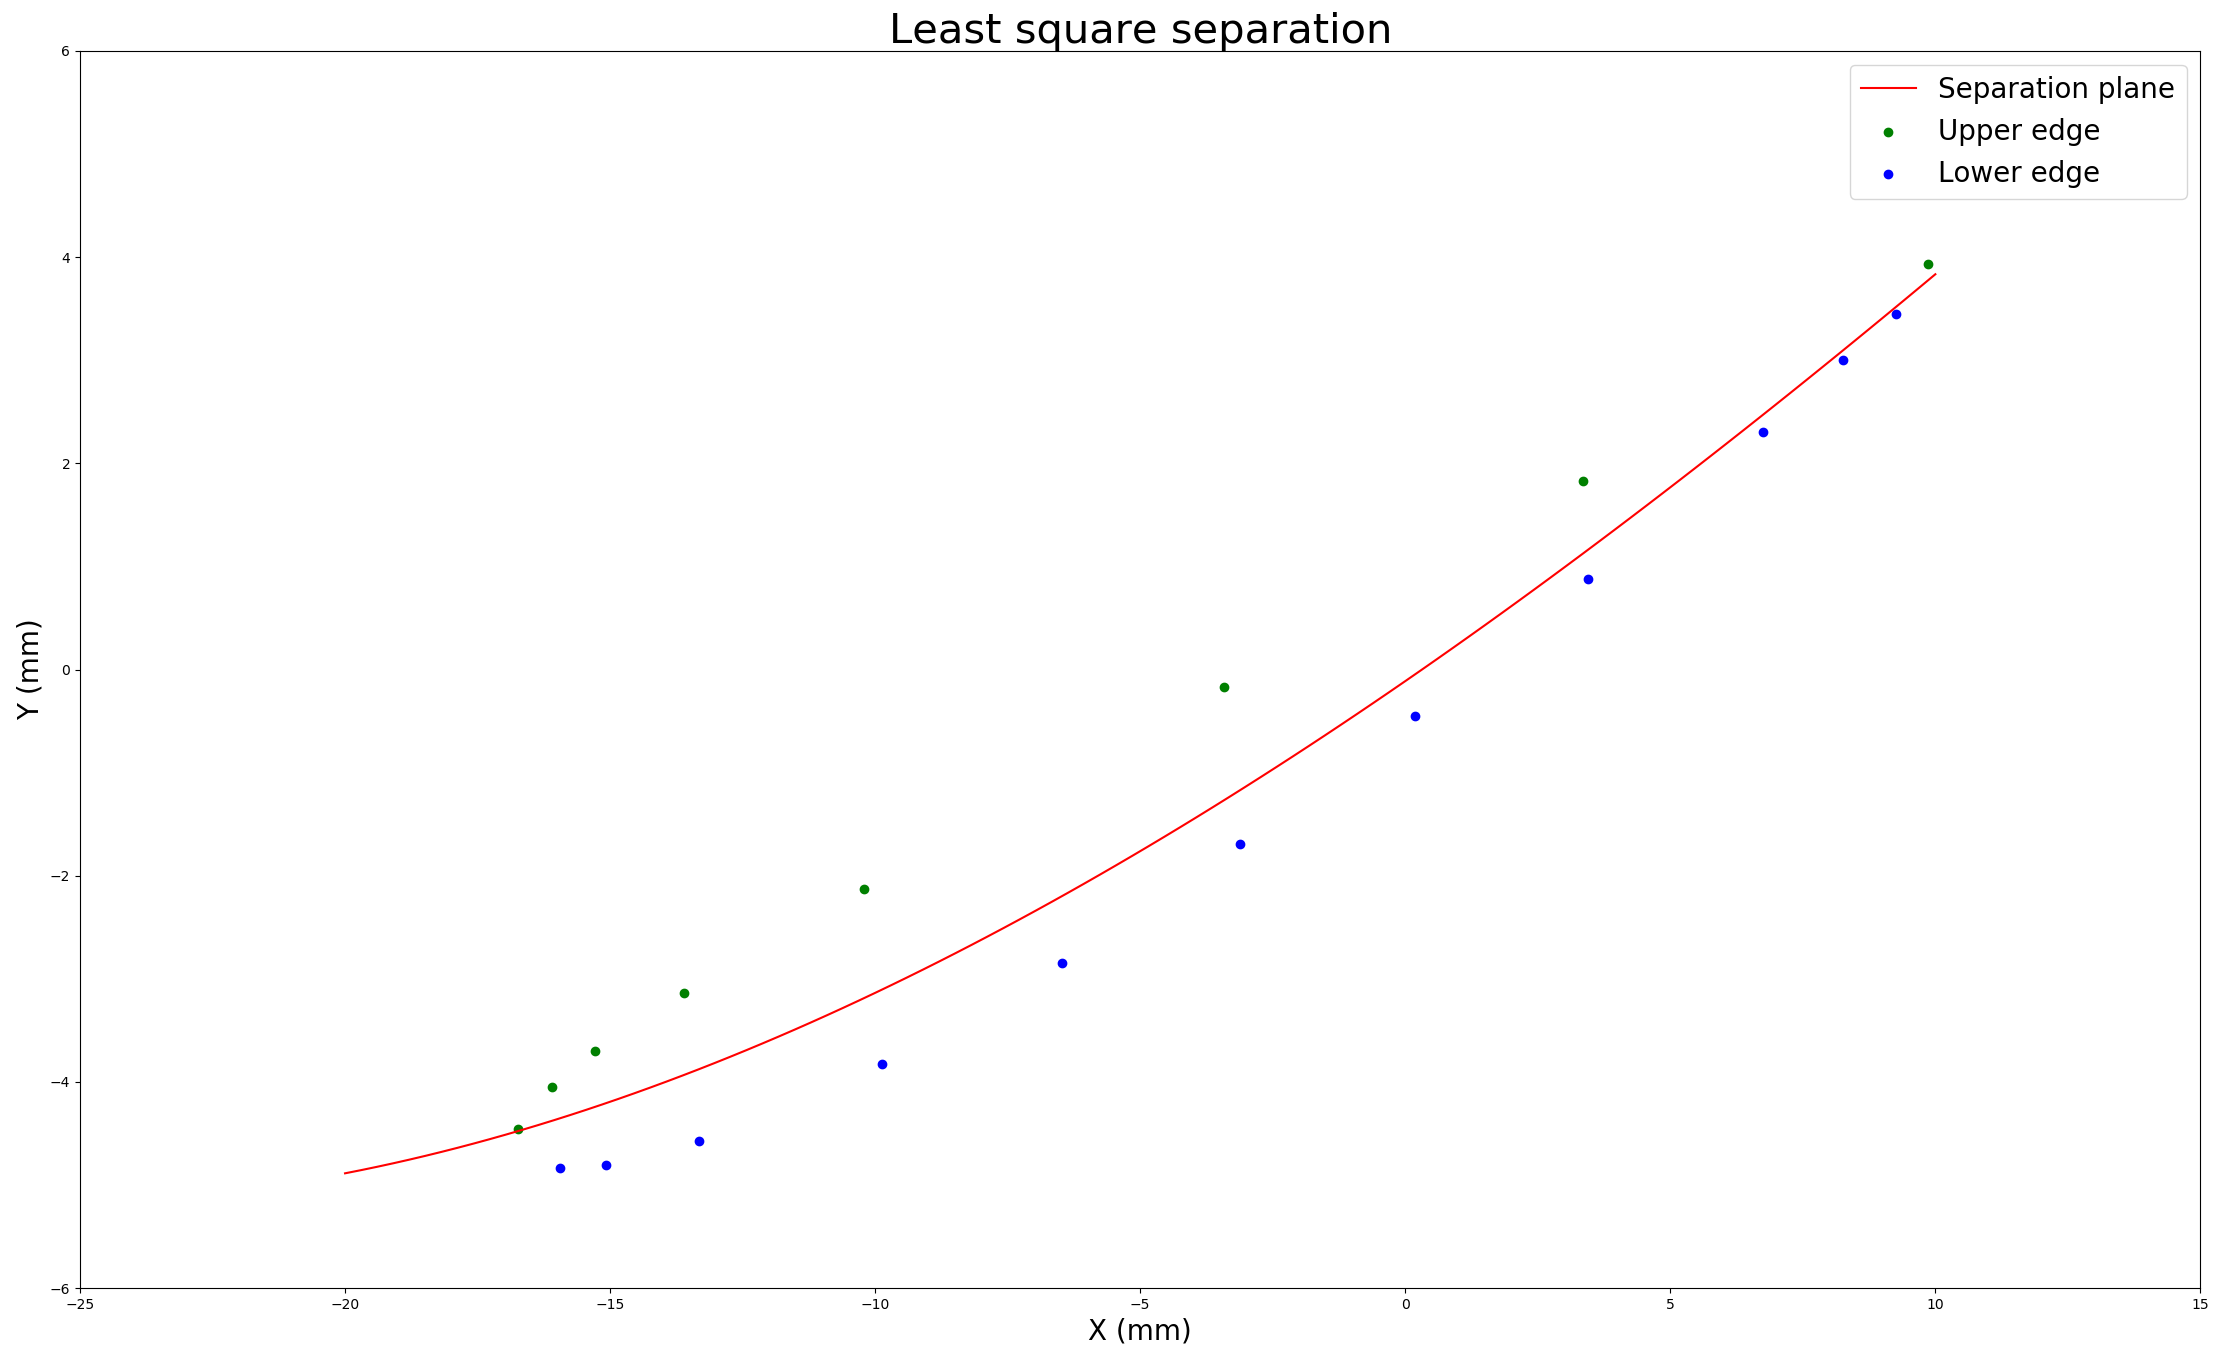 Least square separation
6
Separation plane
Upper edge
Lower edge
4
2
0
−2
−4
−6
Y (mm)
−25 −20 −15 −10 −5 0 5 10 15
X (mm)